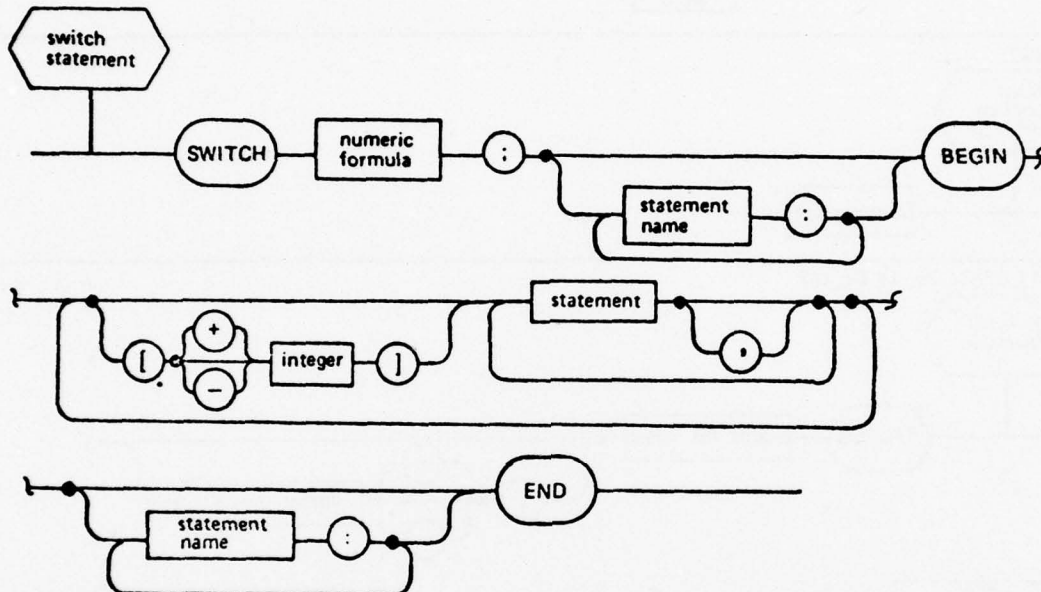 switch
statement
SWITCH
numeric
formula
;
BEGIN
statement
name
:
statement
,
[
+
-
integer
]
END
statement
name
: